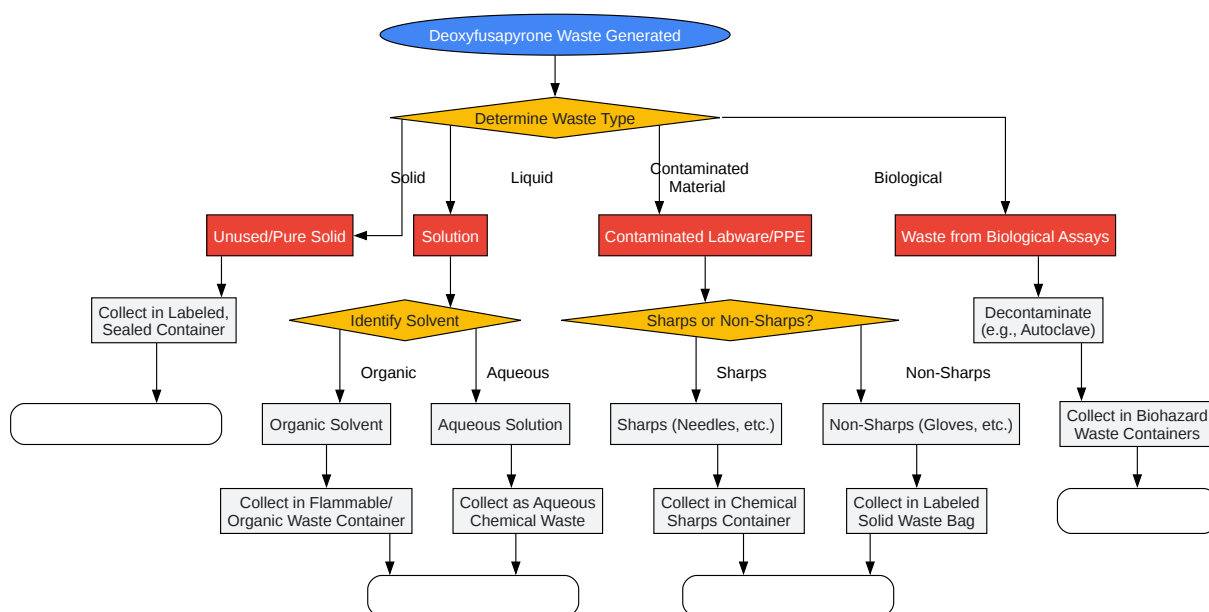 Deoxyfusapyrone Waste Generated
Determine Waste Type
Solid
Liquid
Contaminated
Material
Biological
Unused/Pure Solid
Solution
Contaminated Labware/PPE
Waste from Biological Assays
Collect in Labeled,
Sealed Container
Identify Solvent
Sharps or Non-Sharps?
Decontaminate
(e.g., Autoclave)
Organic
Aqueous
Sharps
Non-Sharps
Organic Solvent
Aqueous Solution
Sharps (Needles, etc.)
Non-Sharps (Gloves, etc.)
Collect in Biohazard
Waste Containers
Collect in Flammable/
Organic Waste Container
Collect as Aqueous
Chemical Waste
Collect in Chemical
Sharps Container
Collect in Labeled
Solid Waste Bag